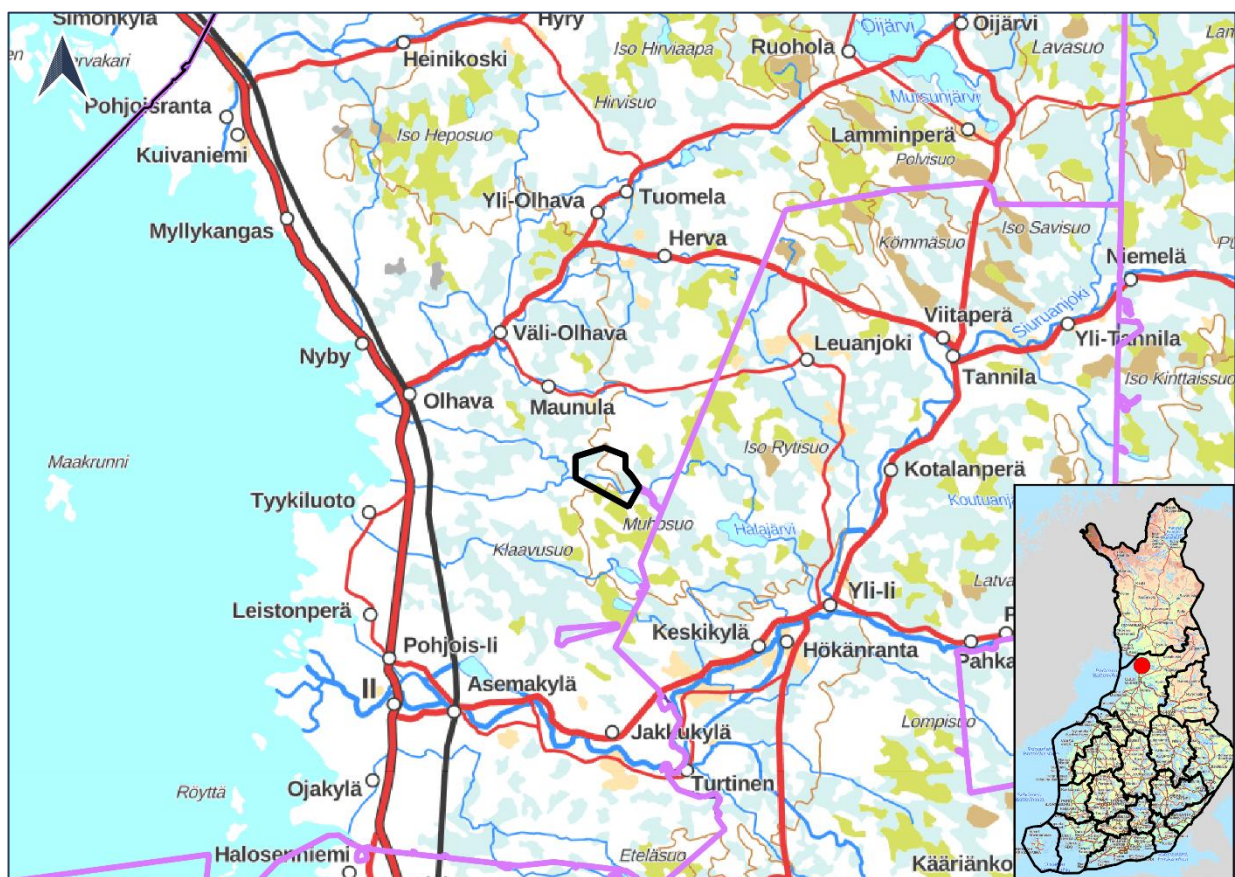 Simonkylä
Hyry
Oijärvi
Oijärvi
Heinikoski
Iso Hirviaapa
Ruohola
Lavasuo
Pohjoisranta
Hirvisuo
Mursunjärvi
Kuivaniemi
Iso Heposuo
Lamminperä
Polvisuo
Yli-Olhava
Tuomela
Myllykangas
Herva
Kömmäsuo
Iso Savisuo
Niemelä
Siuruanjoki
Väli-Olhava
Viitaperä
Yli-Tannila
Nyby
Leuanjoki
Tannila
Iso Kinttaissuo
Olhava
Maunula
Maakrunni
Iso Rytisuo
Kotalanperä
Tyykiluoto
Muhosuo
Halajärvi
Klaavusuo
Leistonperä
Yli-Ii
Keskikylä
Hökänranta
Pahka
Pohjois-Ii
Asemakylä
II
Lompisuo
Jakkukylä
Ojakylä
Turtinen
Röyttä
Halosenniemi
Eteläsuo
Kääriänko